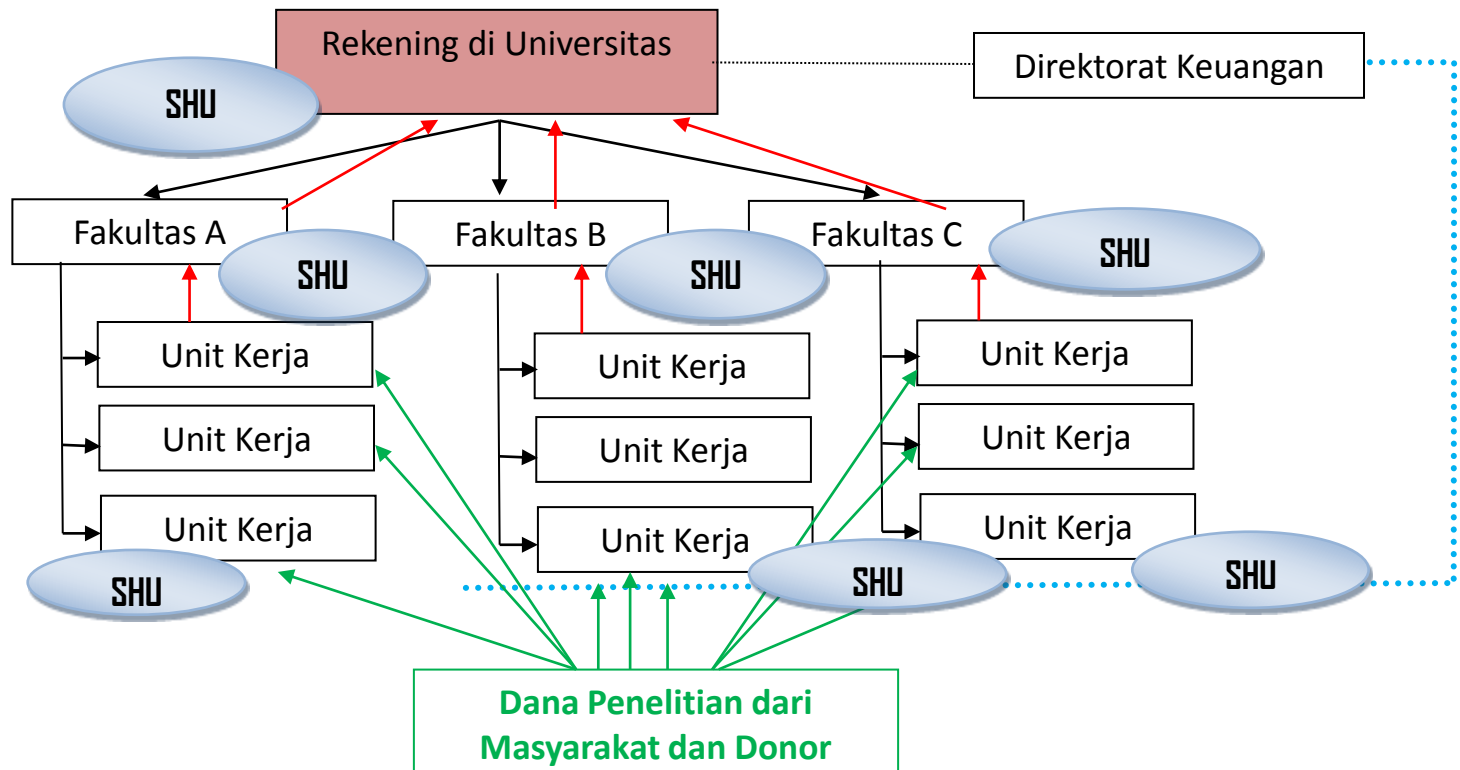 Rekening di Universitas
Direktorat Keuangan
SHU
Fakultas A
Fakultas B
Fakultas C
SHU
SHU
SHU
Unit Kerja
Unit Kerja
Unit Kerja
Unit Kerja
Unit Kerja
Unit Kerja
Unit Kerja
Unit Kerja
Unit Kerja
SHU
SHU
SHU
Dana Penelitian dari
Masyarakat dan Donor